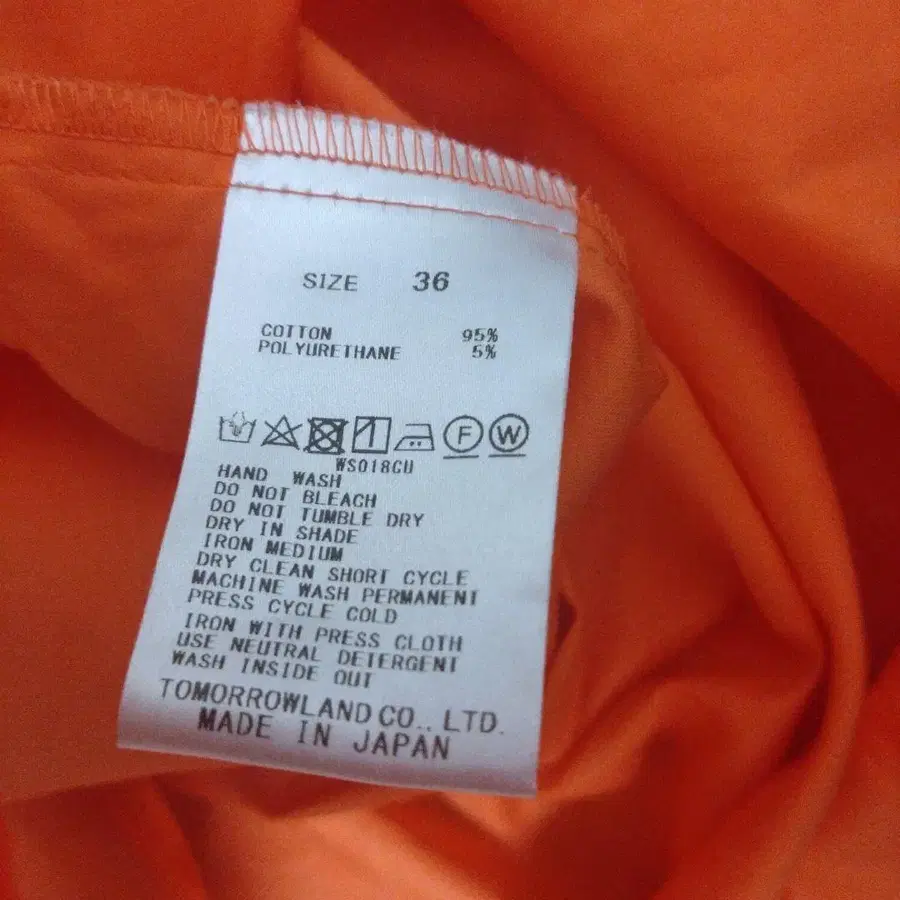 SIZE 36
COTTON 95%
POLYURETHANE 5%
F W
WS018CU
HAND WASH
DO NOT BLEACH
DO NOT TUMBLE DRY
DRY IN SHADE
IRON MEDIUM
DRY CLEAN SHORT CYCLE
MACHINE WASH PERMANENT
PRESS CYCLE COLD
IRON WITH PRESS CLOTH
USE NEUTRAL DETERGENT
WASH INSIDE OUT
TOMORROWLAND CO., LTD.
MADE IN JAPAN